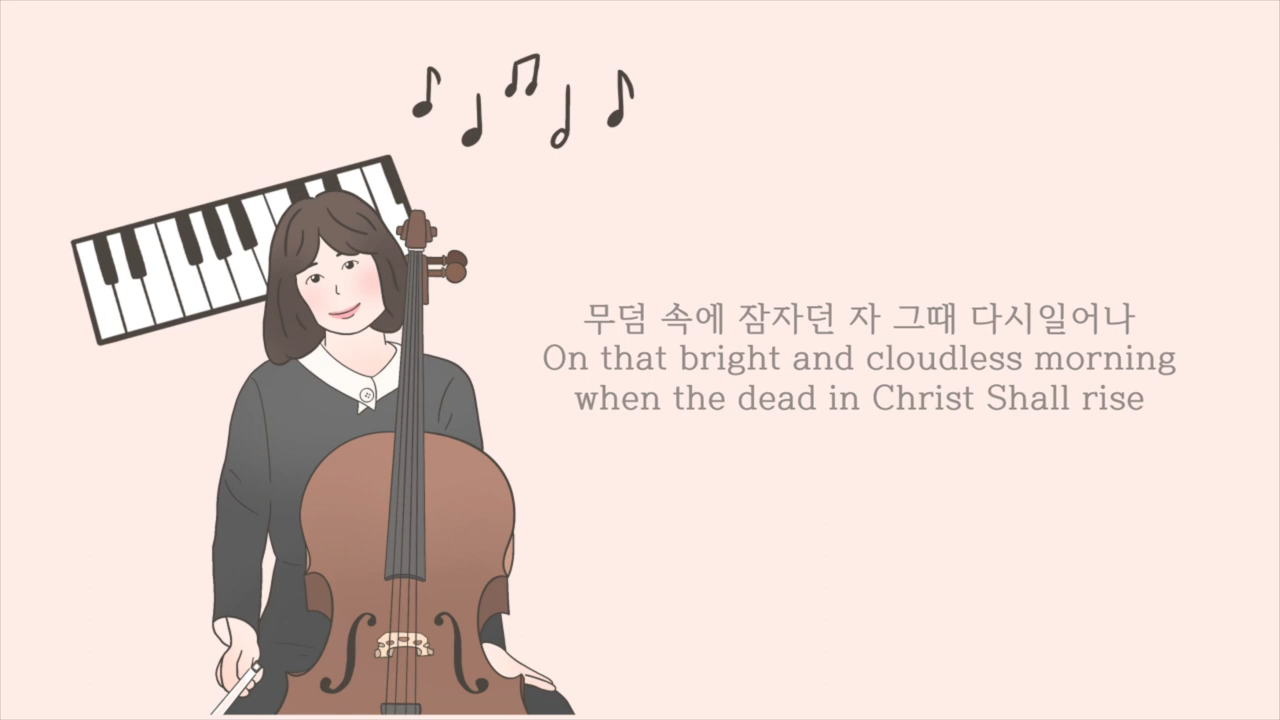 무덤 속에 잠자던 자 그때 다시일어나
On that bright and cloudless morning
when the dead in Christ Shall rise